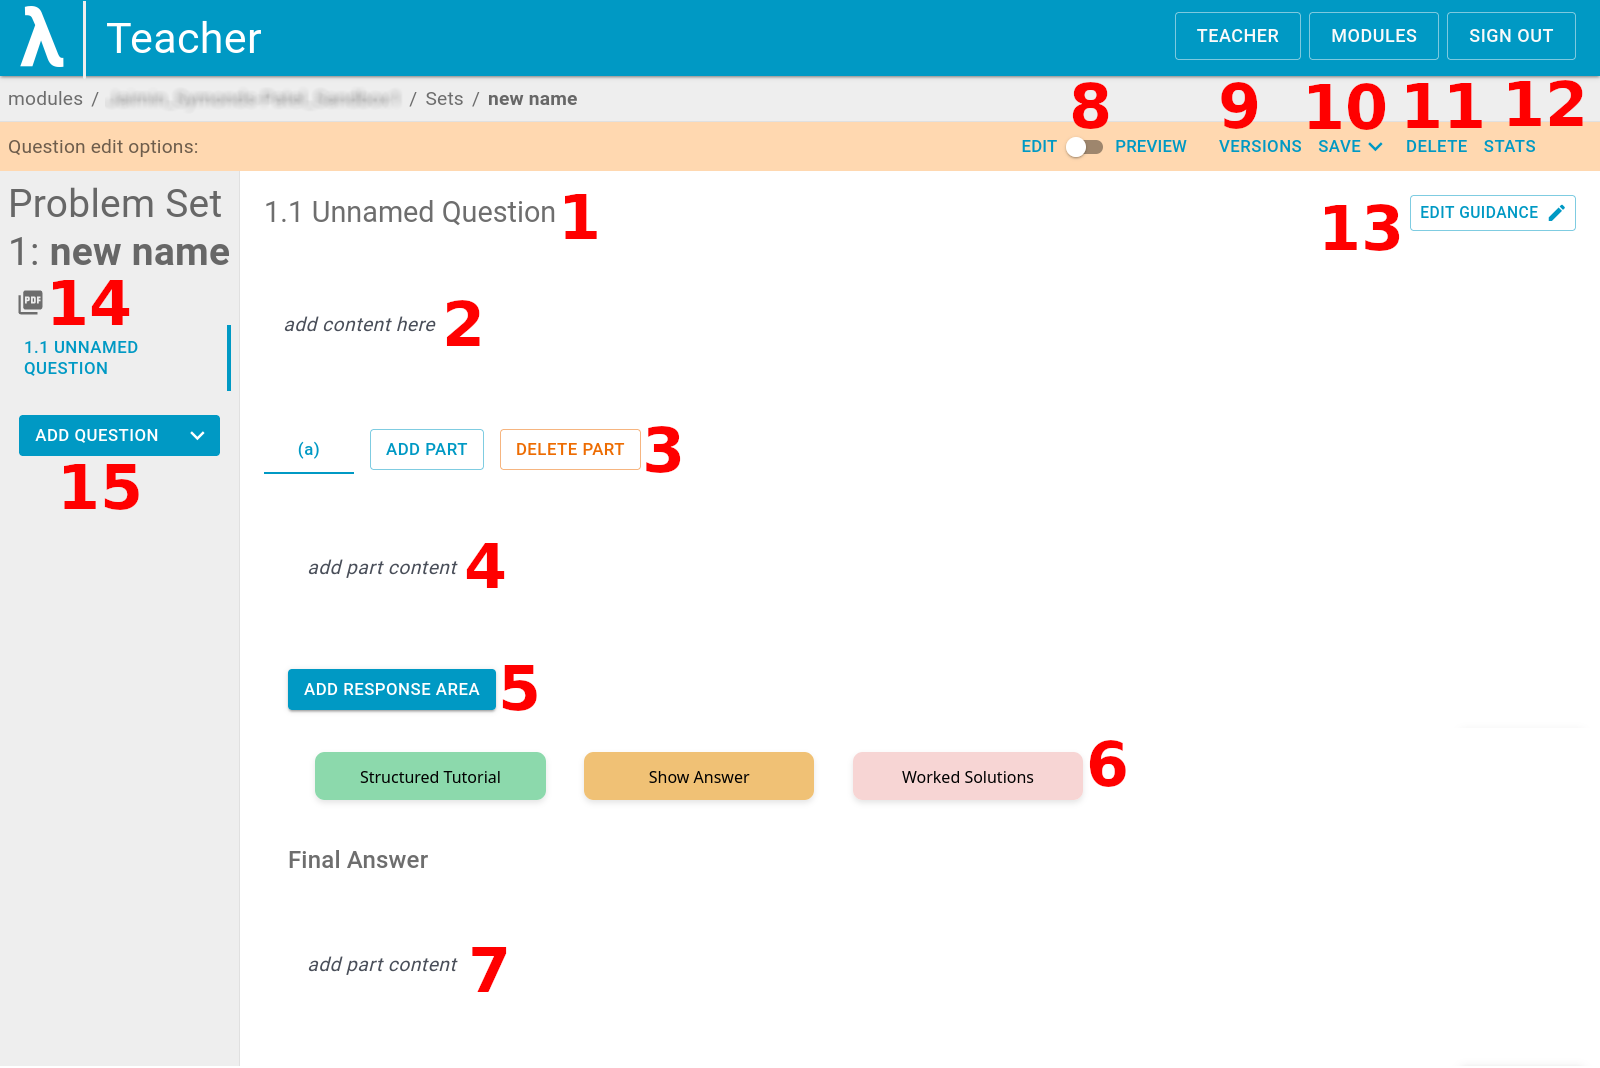 λ Teacher TEACHER MODULES SIGN OUT
modules / / Sets / new name
8 9 10 11 12
Question edit options: EDIT PREVIEW VERSIONS SAVE DELETE STATS
Problem Set
1: new name
PDF 14
1.1 UNNAMED
QUESTION
ADD QUESTION
15
1.1 Unnamed Question 1
13 EDIT GUIDANCE
add content here 2
(a) ADD PART DELETE PART 3
add part content 4
ADD RESPONSE AREA 5
Structured Tutorial Show Answer Worked Solutions 6
Final Answer
add part content 7